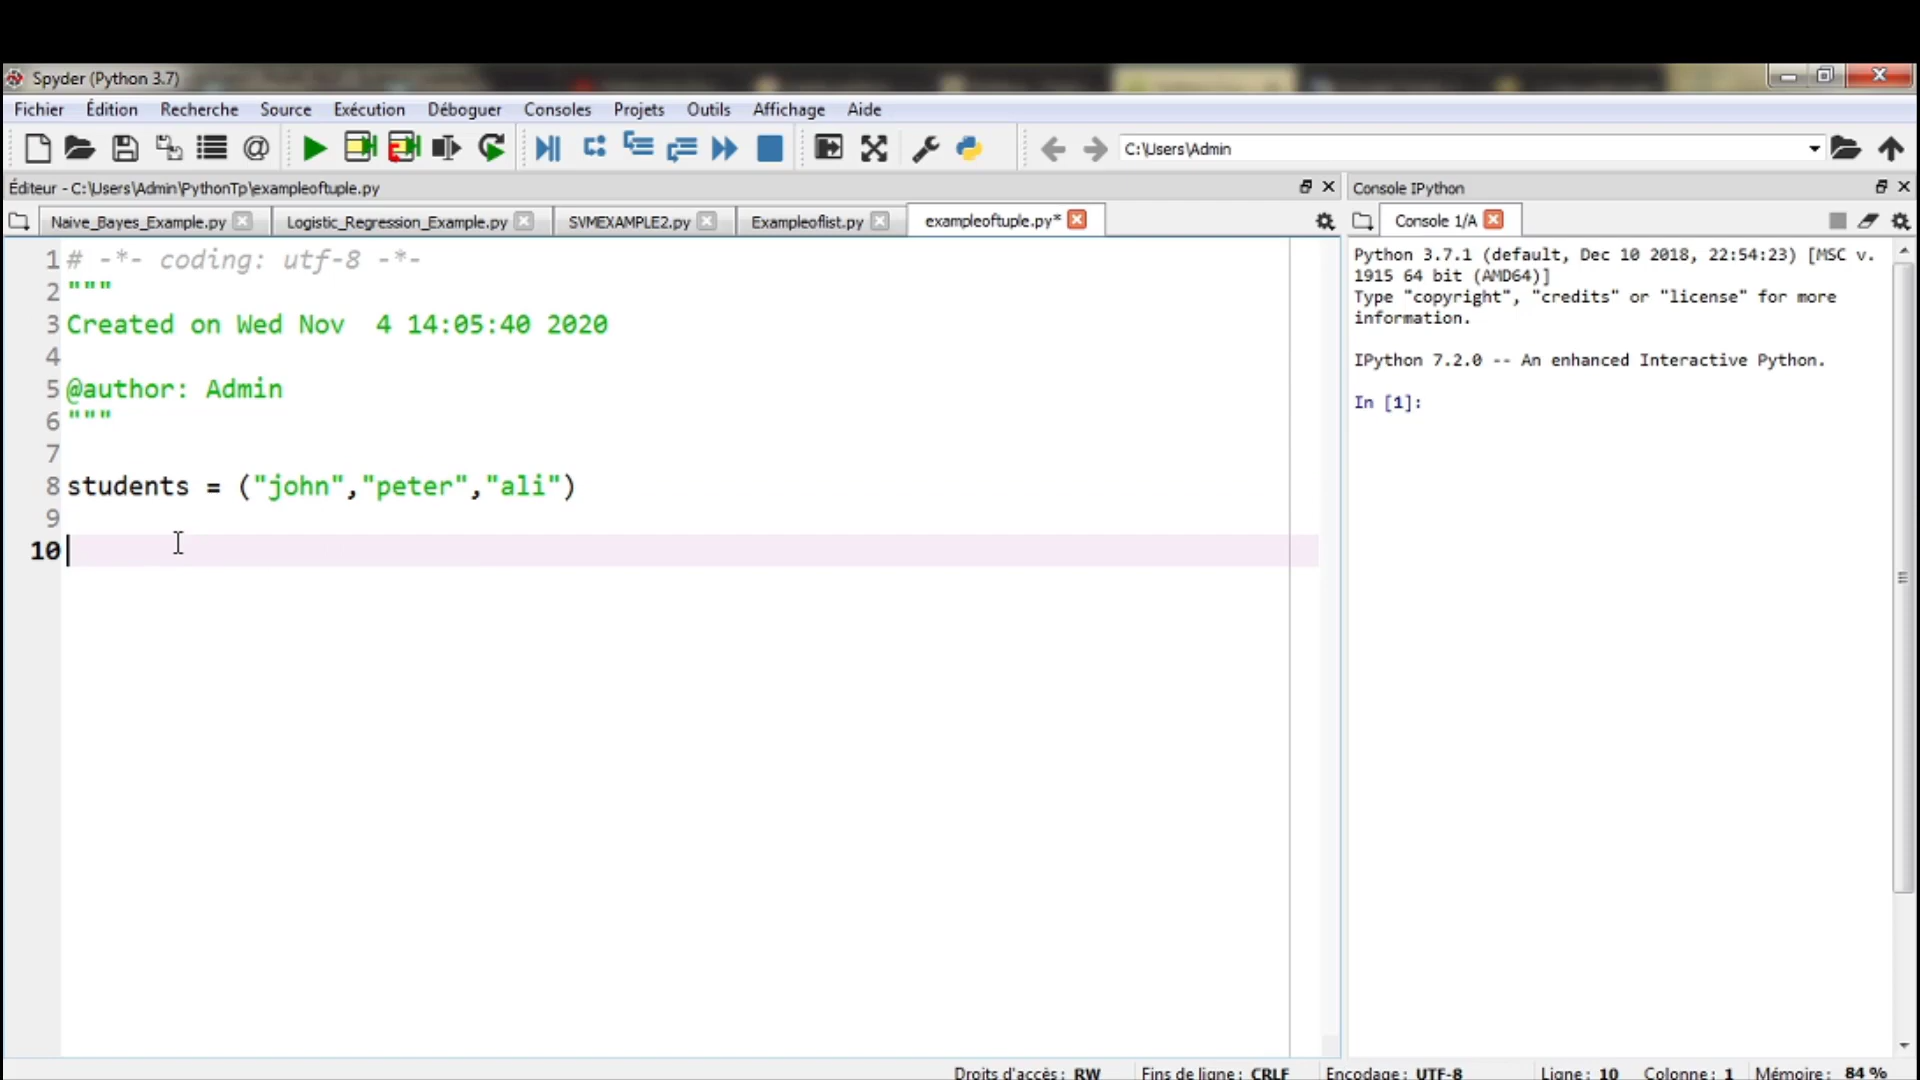 Spyder (Python 3.7)
Fichier Édition Recherche Source Exécution Déboguer Consoles Projets Outils Affichage Aide
C:\Users\Admin
Éditeur - C:\Users\Admin\PythonTp\exampleoftuple.py
Naive_Bayes_Example.py Logistic_Regression_Example.py SVMEXAMPLE2.py Exampleoflist.py exampleoftuple.py*
1 # -*- coding: utf-8 -*-
2 """
3 Created on Wed Nov  4 14:05:40 2020
4
5 @author: Admin
6 """
7
8 students = ("john","peter","ali")
9
10
Console IPython
Console 1/A
Python 3.7.1 (default, Dec 10 2018, 22:54:23) [MSC v.
1915 64 bit (AMD64)]
Type "copyright", "credits" or "license" for more
information.
IPython 7.2.0 -- An enhanced Interactive Python.
In [1]:
Droits d'accès : RW Fins de ligne : CRLF Encodage : UTF-8 Ligne : 10 Colonne : 1 Mémoire : 84 %